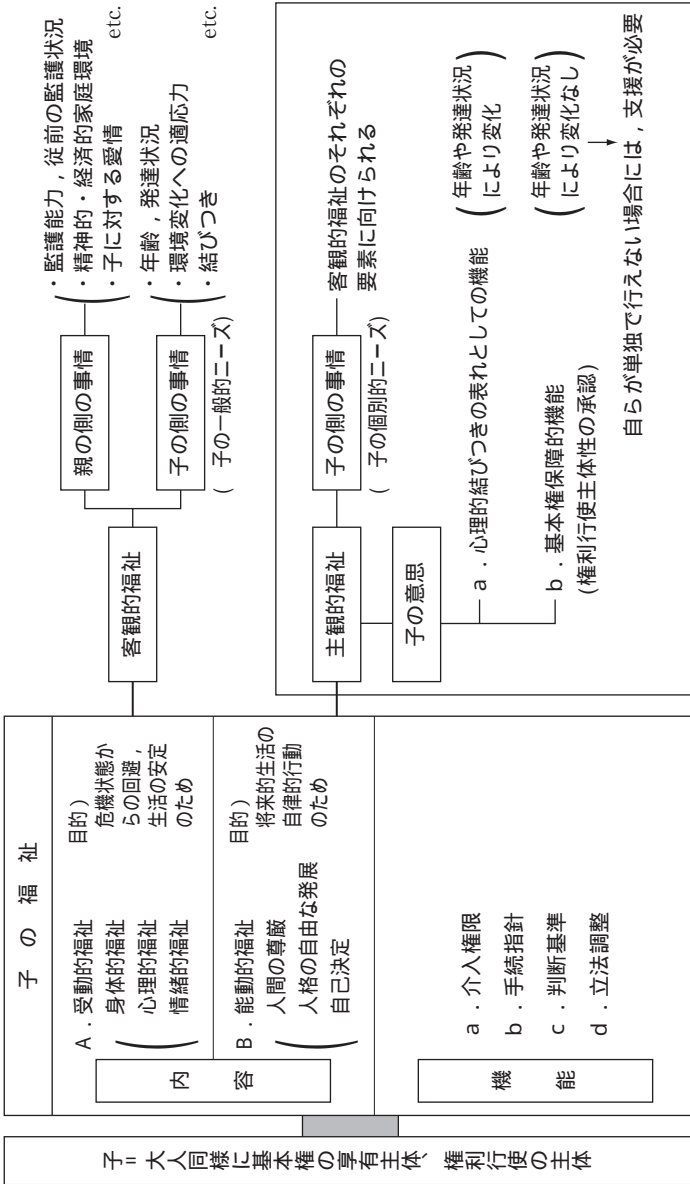 子=大人同様に基本権の享有主体、権利行使の主体
子の福祉
内容
A．受動的福祉
身体的福祉
心理的福祉
情緒的福祉
目的）
危機状態か
らの回避，
生活の安定
のため
B．能動的福祉
人間の尊厳
人格の自由な発展
自己決定
目的）
将来的生活の
自律的行動
のため
機能
a．介入権限
b．手続指針
c．判断基準
d．立法調整
客観的福祉
親の側の事情
・監護能力，従前の監護状況
・精神的・経済的家庭環境
・子に対する愛情
etc.
子の側の事情
(子の一般的ニーズ)
・年齢，発達状況
・環境変化への適応力
・結びつき
etc.
主観的福祉
子の側の事情
(子の個別的ニーズ)
客観的福祉のそれぞれの
要素に向けられる
子の意思
a．心理的結びつきの表れとしての機能
(年齢や発達状況
により変化)
b．基本権保障的機能
(権利行使主体性の承認)
(年齢や発達状況
により変化なし)
自らが単独で行えない場合には，支援が必要